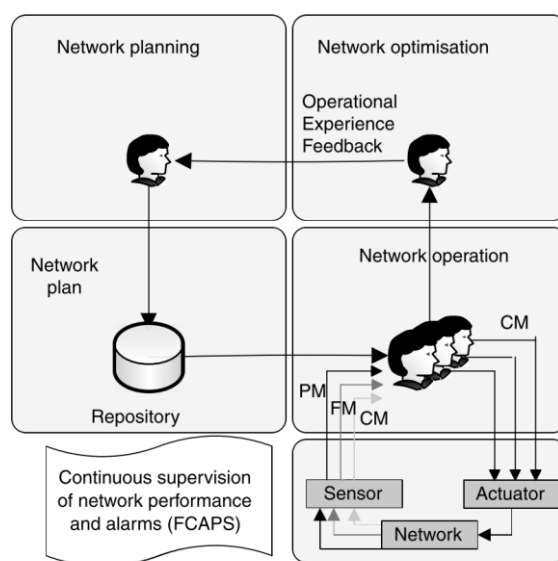 Network planning
Network optimisation
Operational
Experience
Feedback
Network
plan
Network operation
CM
PM
FM
CM
Repository
Continuous supervision
of network performance
and alarms (FCAPS)
Sensor
Actuator
Network